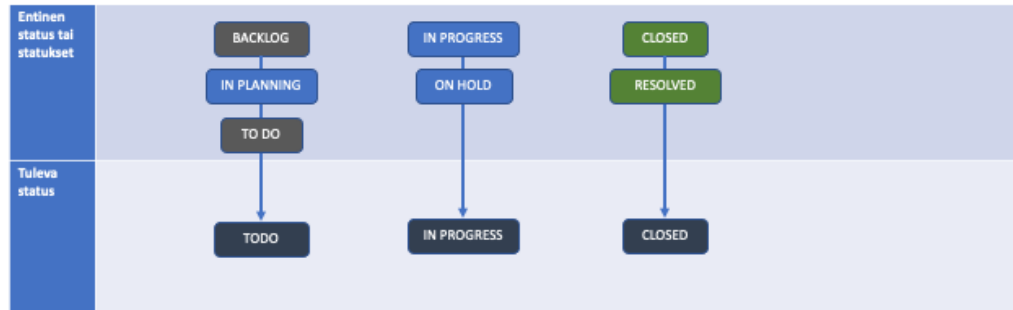 Entinen
status tai
statukset
BACKLOG
IN PROGRESS
CLOSED
IN PLANNING
ON HOLD
RESOLVED
TO DO
Tuleva
status
TODO
IN PROGRESS
CLOSED